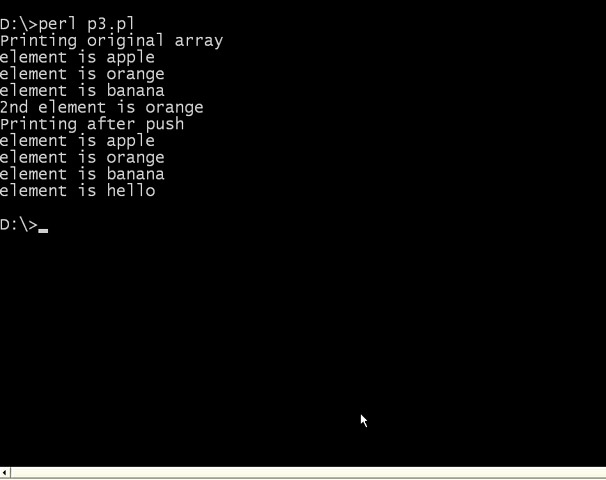 D:\>perl p3.pl
Printing original array
element is apple
element is orange
element is banana
2nd element is orange
Printing after push
element is apple
element is orange
element is banana
element is hello
D:\>